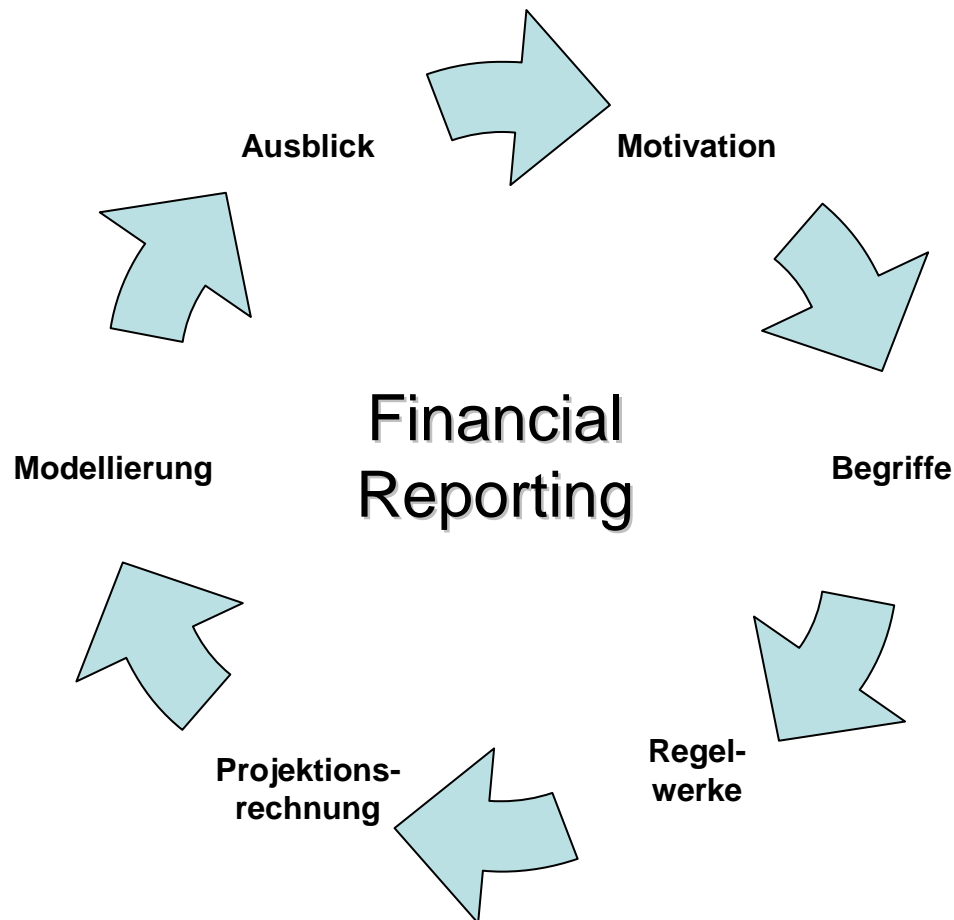 Ausblick
Motivation
Financial
Reporting
Modellierung
Begriffe
Regel-
werke
Projektions-
rechnung